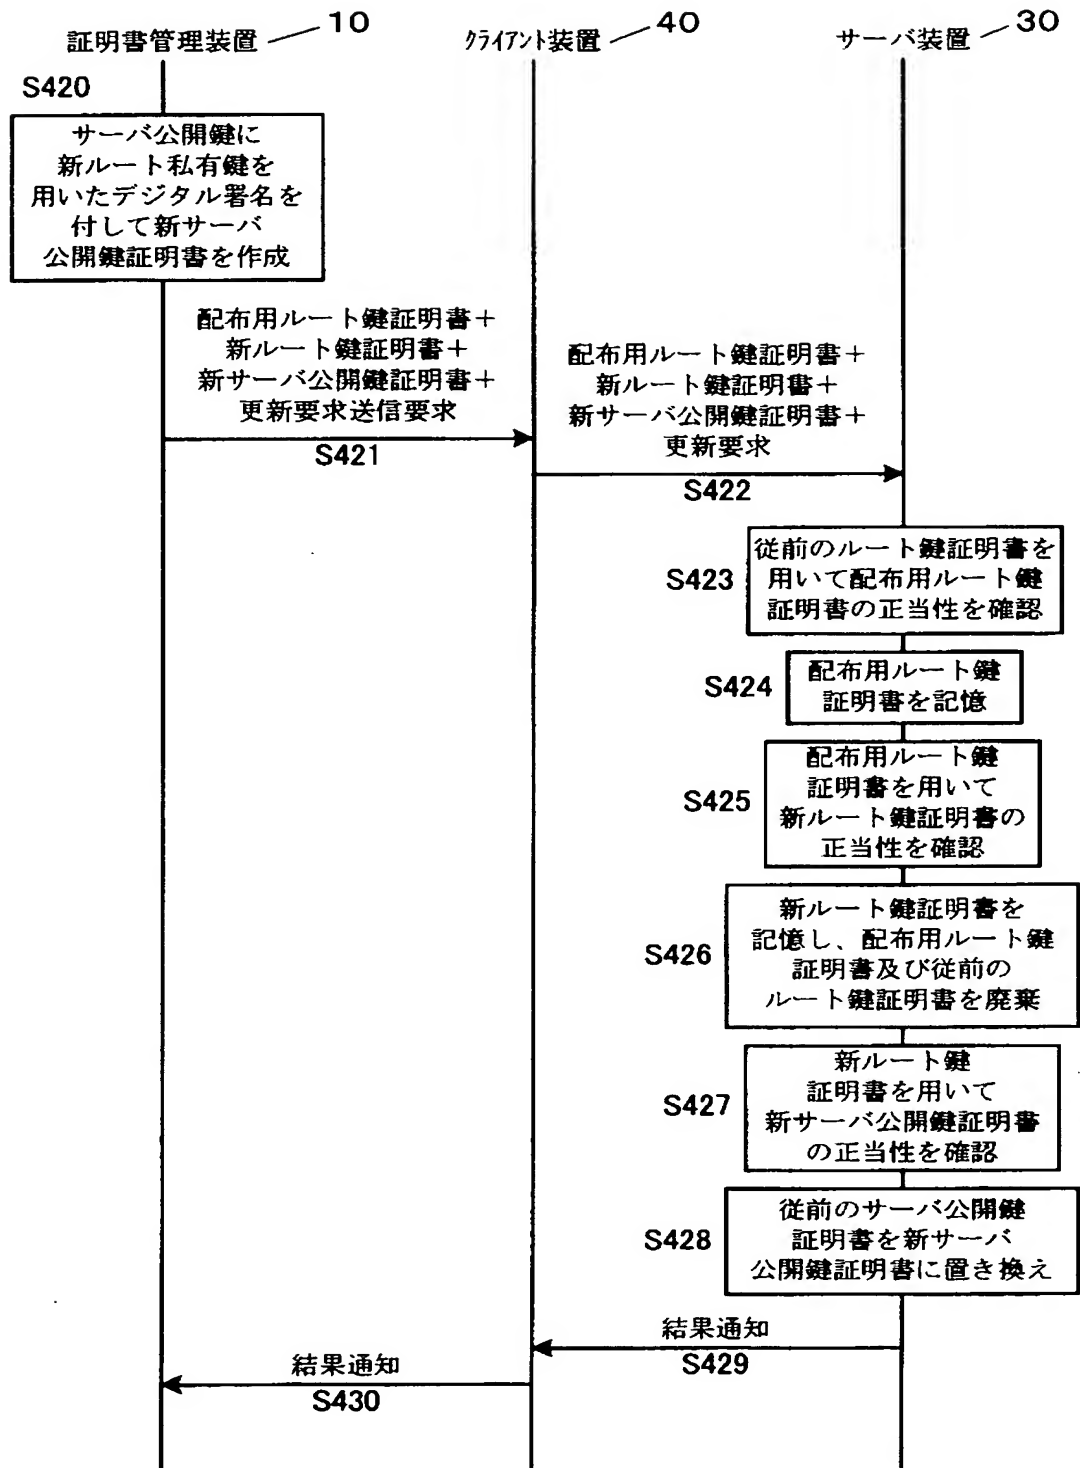 証明書管理装置 10
クライアント装置 40
サーバ装置 30
S420
サーバ公開鍵に
新ルート私有鍵を
用いたデジタル署名を
付して新サーバ
公開鍵証明書を作成
配布用ルート鍵証明書+
新ルート鍵証明書+
新サーバ公開鍵証明書+
更新要求送信要求
S421
配布用ルート鍵証明書+
新ルート鍵証明書+
新サーバ公開鍵証明書+
更新要求
S422
S423
従前のルート鍵証明書を
用いて配布用ルート鍵
証明書の正当性を確認
S424
配布用ルート鍵
証明書を記憶
S425
配布用ルート鍵
証明書を用いて
新ルート鍵証明書の
正当性を確認
S426
新ルート鍵証明書を
記憶し、配布用ルート鍵
証明書及び従前の
ルート鍵証明書を廃棄
S427
新ルート鍵
証明書を用いて
新サーバ公開鍵証明書
の正当性を確認
S428
従前のサーバ公開鍵
証明書を新サーバ
公開鍵証明書に置き換え
結果通知
S429
結果通知
S430